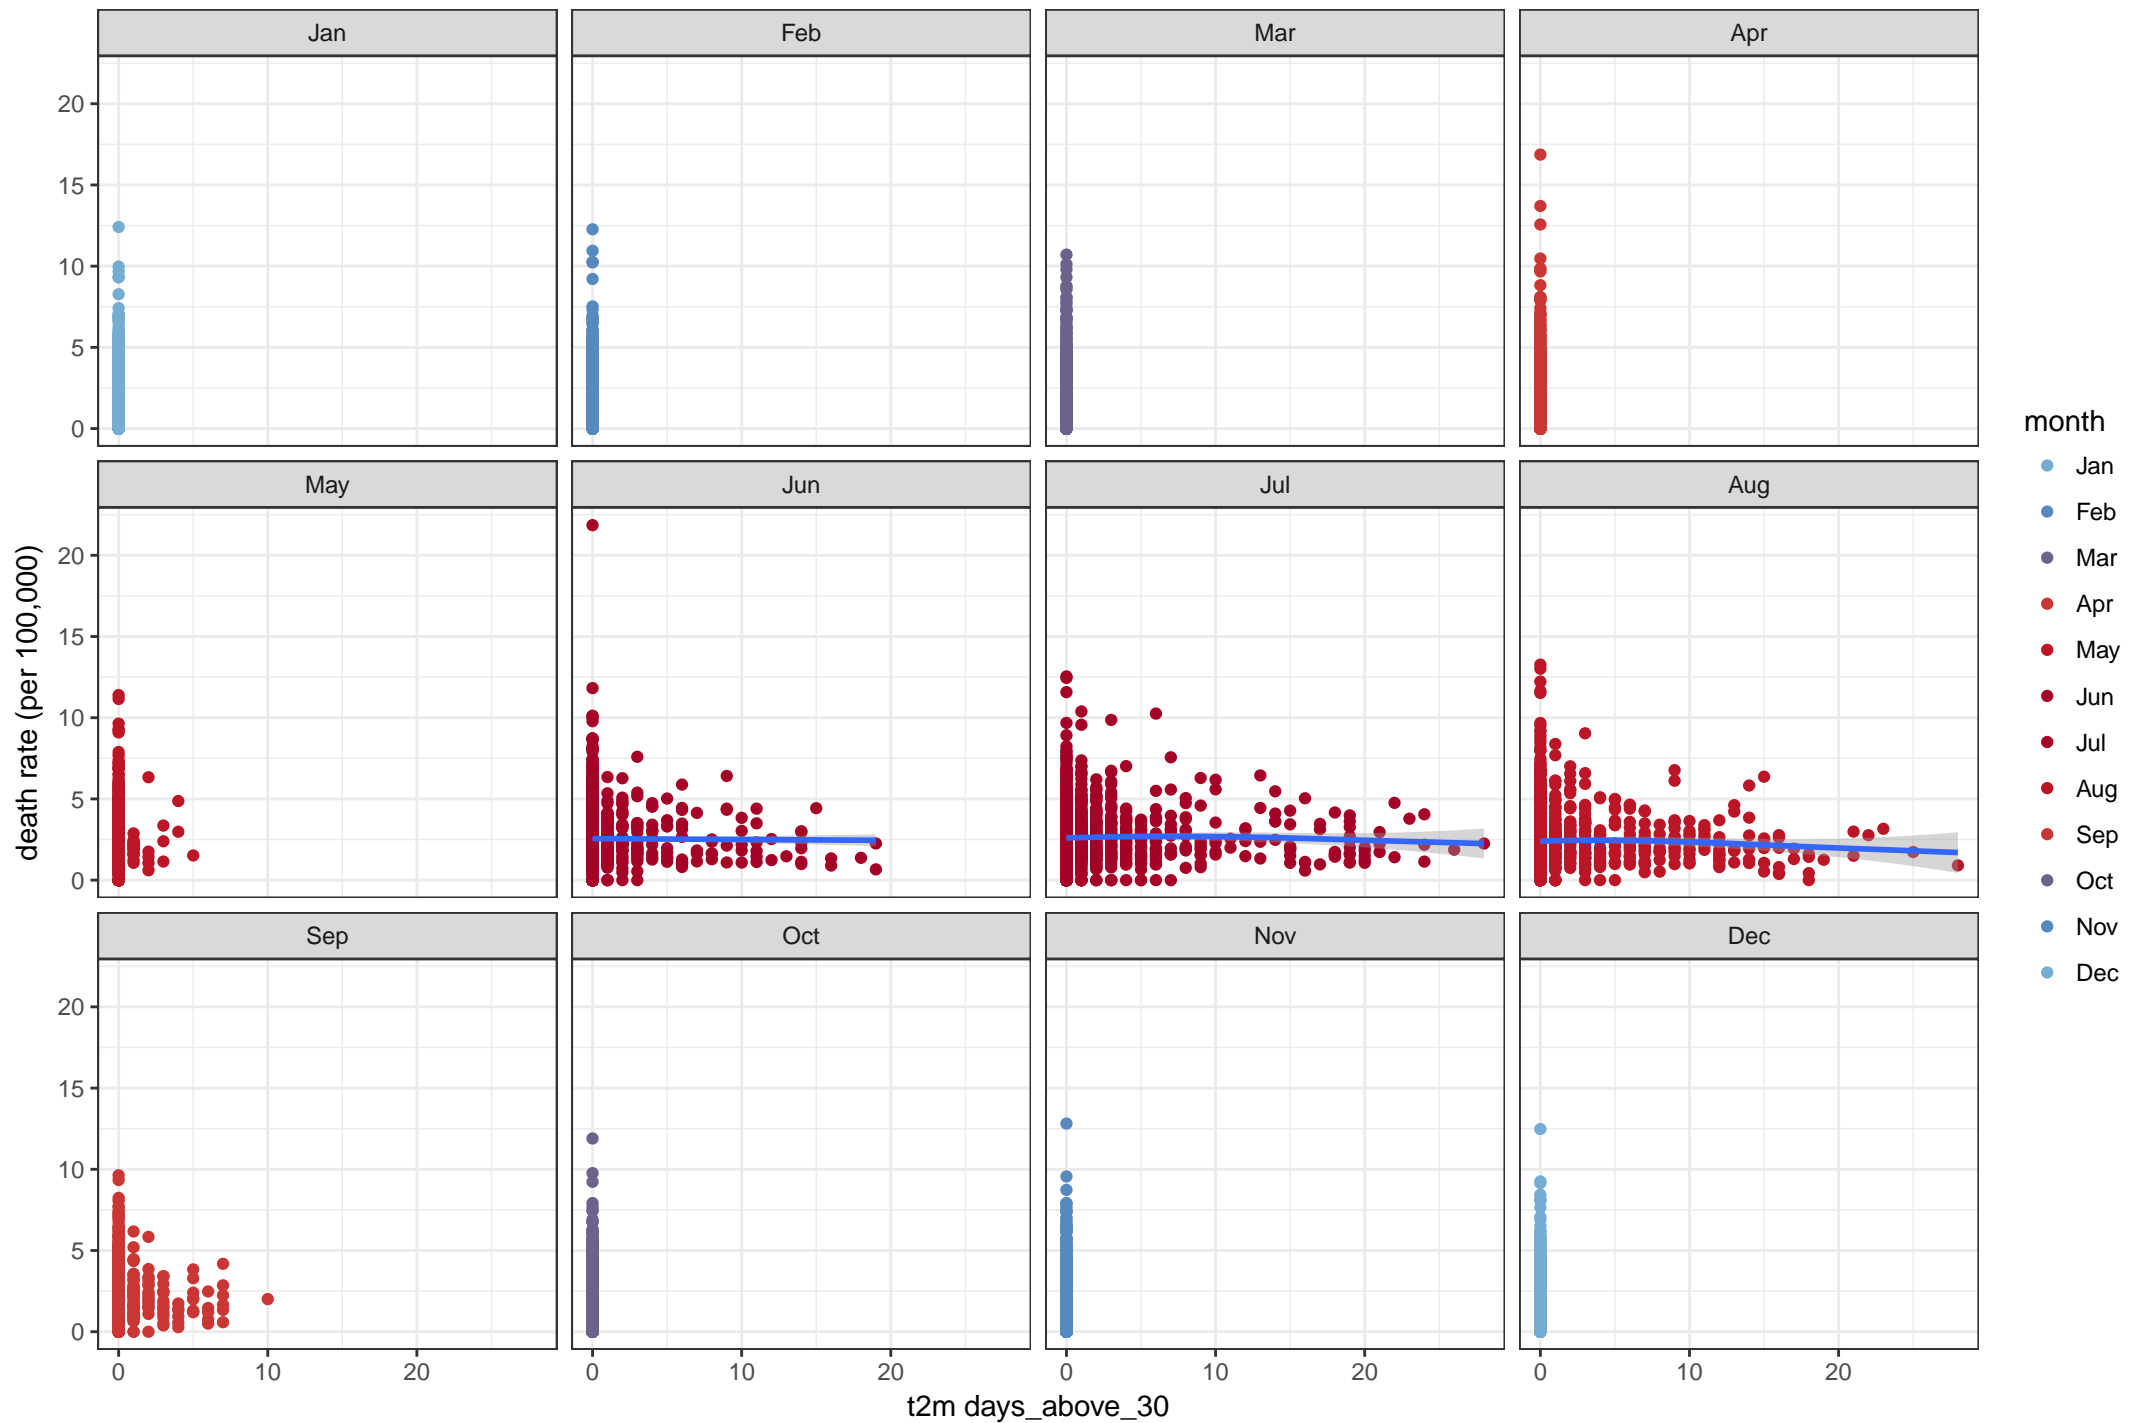 Jan Feb Mar Apr
20
15
10
5
0
May Jun Jul Aug
20
15
10
5
0
Sep Oct Nov Dec
20
15
10
5
0
0 10 20 0 10 20 0 10 20 0 10 20
t2m days_above_30
death rate (per 100,000)
month
Jan
Feb
Mar
Apr
May
Jun
Jul
Aug
Sep
Oct
Nov
Dec